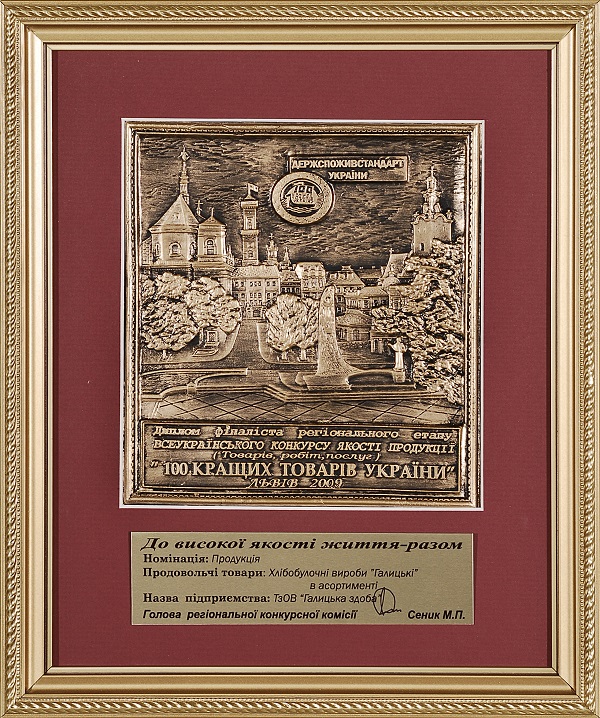 ДЕРЖСПОЖИВСТАНДАРТ
УКРАЇНИ
100
Диплом фіналіста регіонального етапу
ВСЕУКРАЇНСЬКОГО КОНКУРСУ ЯКОСТІ ПРОДУКЦІЇ
(Товарів, робіт, послуг)
"100.КРАЩИХ ТОВАРІВ УКРАЇНИ"
ЛЬВІВ 2009
До високої якості життя-разом
Номінація: Продукція
Продовольчі товари: Хлібобулочні вироби "Галицькі"
в асортименті
Назва підприємства: ТзОВ "Галицька здоба"
Голова регіональної конкурсної комісії Сеник М.П.